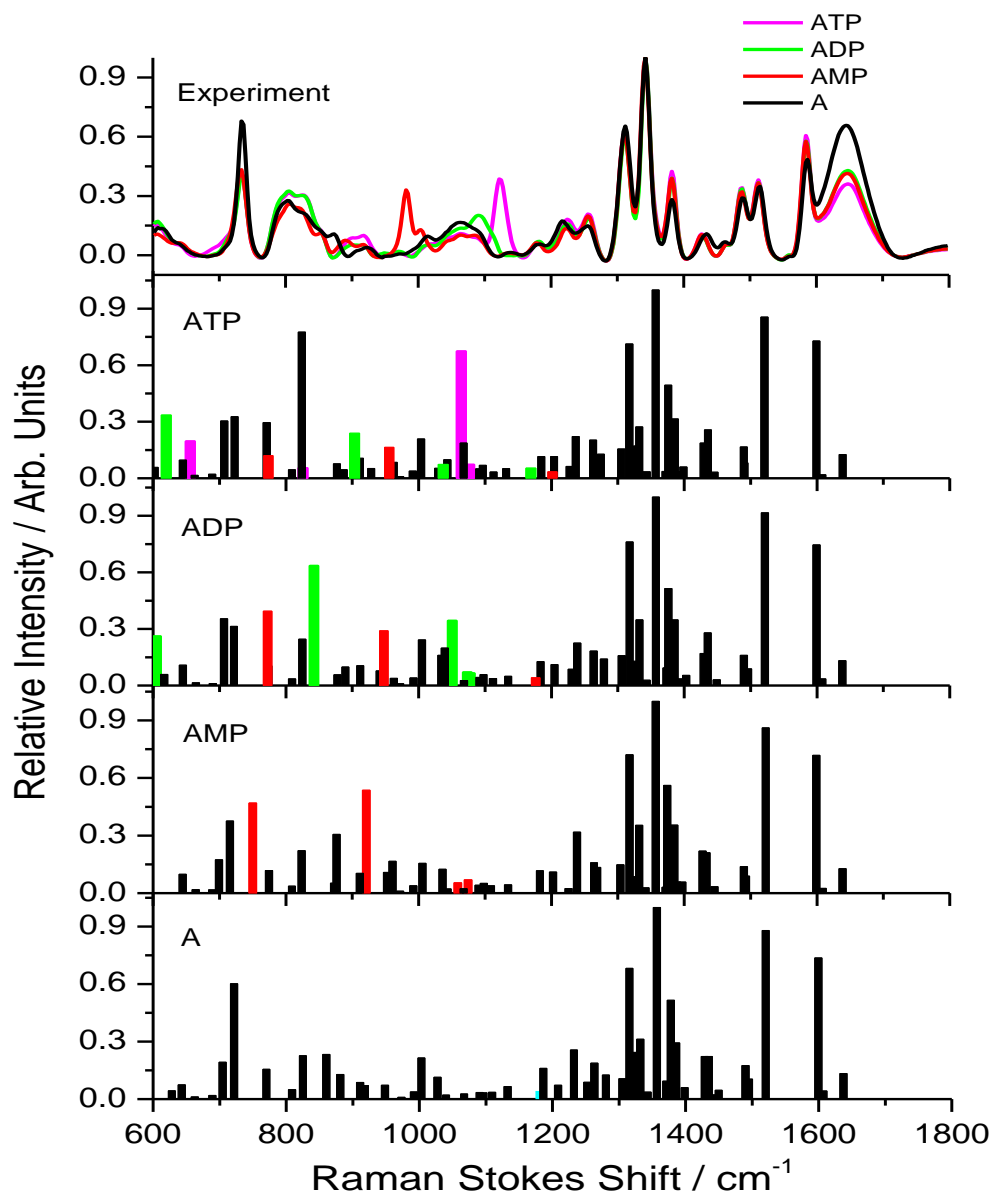 ATP
ADP
AMP
A
Experiment
0.9
0.6
0.3
0.0
ATP
0.9
0.6
0.3
0.0
ADP
0.9
0.6
0.3
0.0
AMP
0.9
0.6
0.3
0.0
A
0.9
0.6
0.3
0.0
Relative Intensity / Arb. Units
600 800 1000 1200 1400 1600 1800
Raman Stokes Shift / cm⁻¹